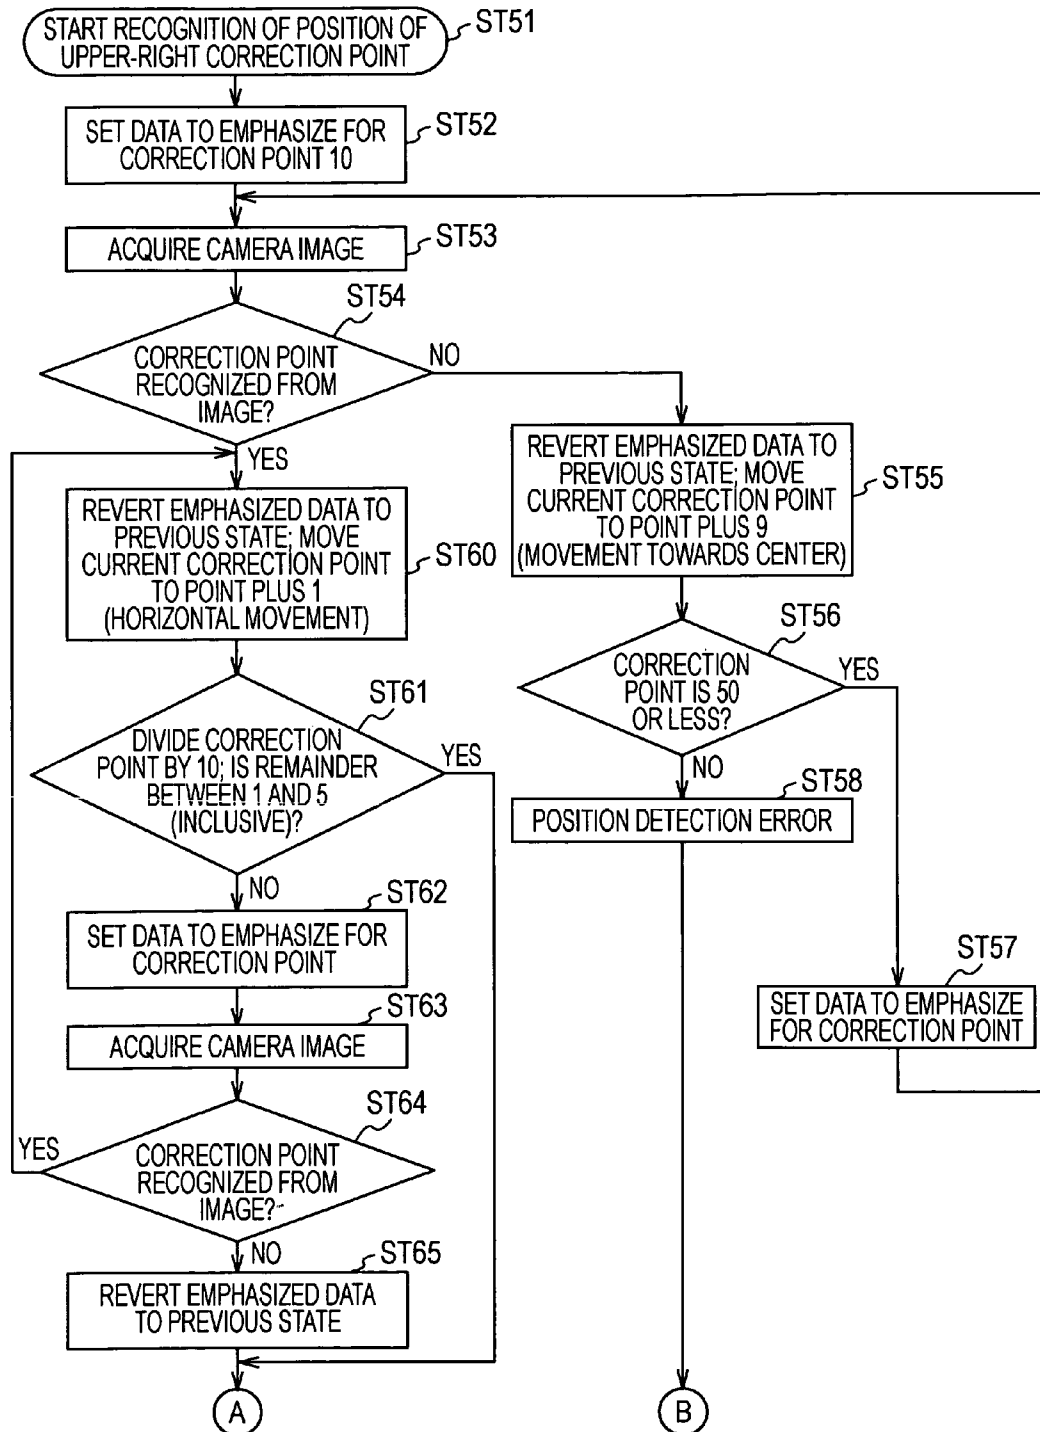 START RECOGNITION OF POSITION OF
UPPER-RIGHT CORRECTION POINT
ST51
SET DATA TO EMPHASIZE FOR
CORRECTION POINT 10
ST52
ACQUIRE CAMERA IMAGE
ST53
ST54
CORRECTION POINT
RECOGNIZED FROM
IMAGE?
NO
YES
REVERT EMPHASIZED DATA TO
PREVIOUS STATE; MOVE
CURRENT CORRECTION POINT
TO POINT PLUS 9
(MOVEMENT TOWARDS CENTER)
ST55
REVERT EMPHASIZED DATA TO
PREVIOUS STATE; MOVE
CURRENT CORRECTION POINT
TO POINT PLUS 1
(HORIZONTAL MOVEMENT)
ST60
ST56
CORRECTION
POINT IS 50
OR LESS?
YES
NO
ST61
DIVIDE CORRECTION
POINT BY 10; IS REMAINDER
BETWEEN 1 AND 5
(INCLUSIVE)?
YES
NO
ST58
POSITION DETECTION ERROR
ST62
SET DATA TO EMPHASIZE FOR
CORRECTION POINT
ST57
SET DATA TO EMPHASIZE
FOR CORRECTION POINT
ST63
ACQUIRE CAMERA IMAGE
ST64
CORRECTION POINT
RECOGNIZED FROM
IMAGE?
YES
NO
ST65
REVERT EMPHASIZED DATA
TO PREVIOUS STATE
A
B